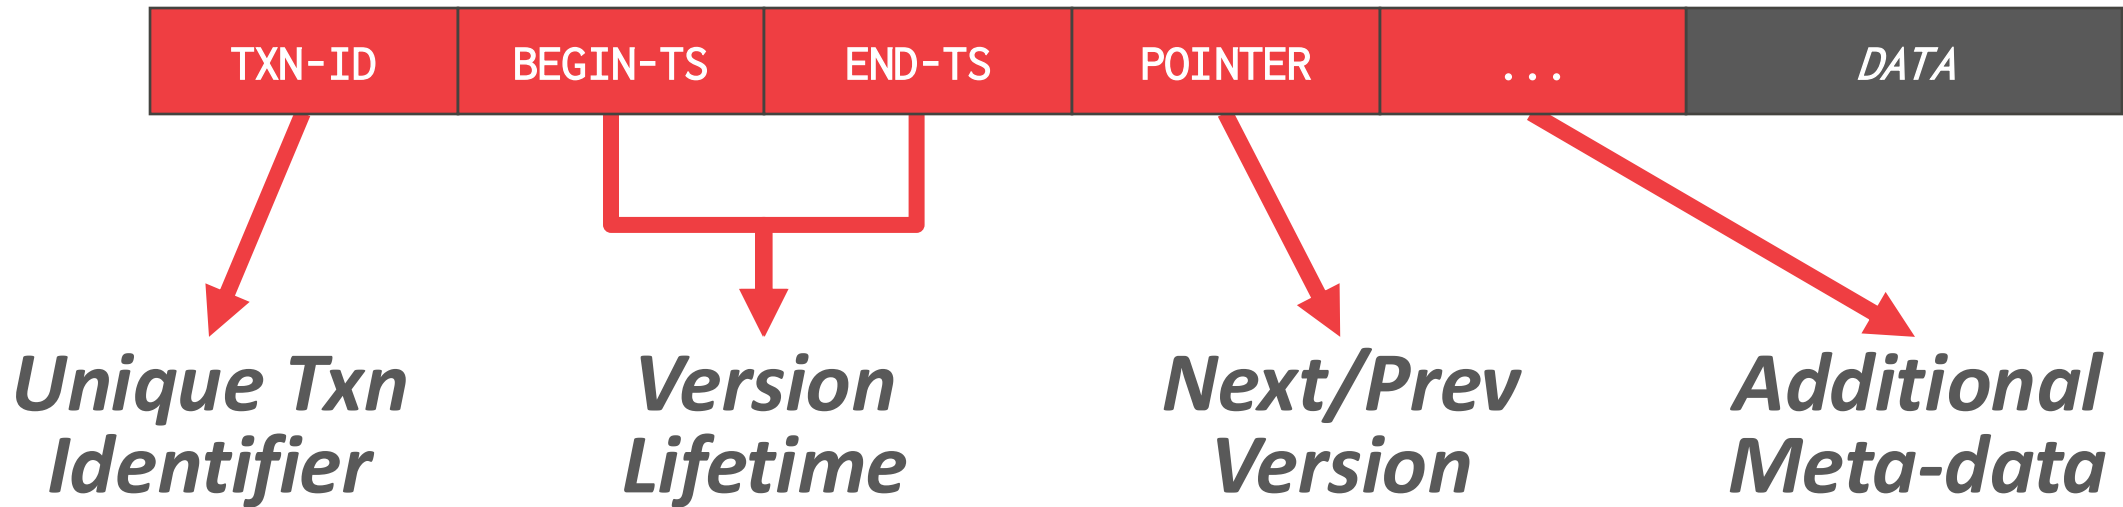 TXN-ID BEGIN-TS END-TS POINTER ... DATA
Unique Txn Identifier
Version Lifetime
Next/Prev Version
Additional Meta-data